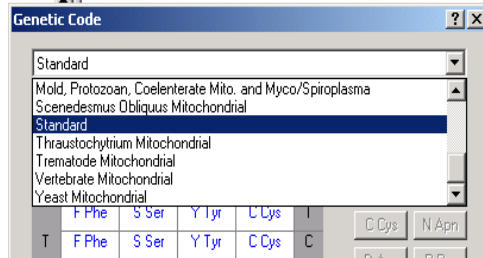 Genetic Code
Standard
Mold, Protozoan, Coelenterate Mito. and Myco/Spiroplasma
Scenedesmus Obliquus Mitochondrial
Standard
Thraustochytrium Mitochondrial
Trematode Mitochondrial
Vertebrate Mitochondrial
Yeast Mitochondrial
F Phe S Ser Y Tyr C Cys T
C Cys N Apn
T F Phe S Ser Y Tyr C Cys C